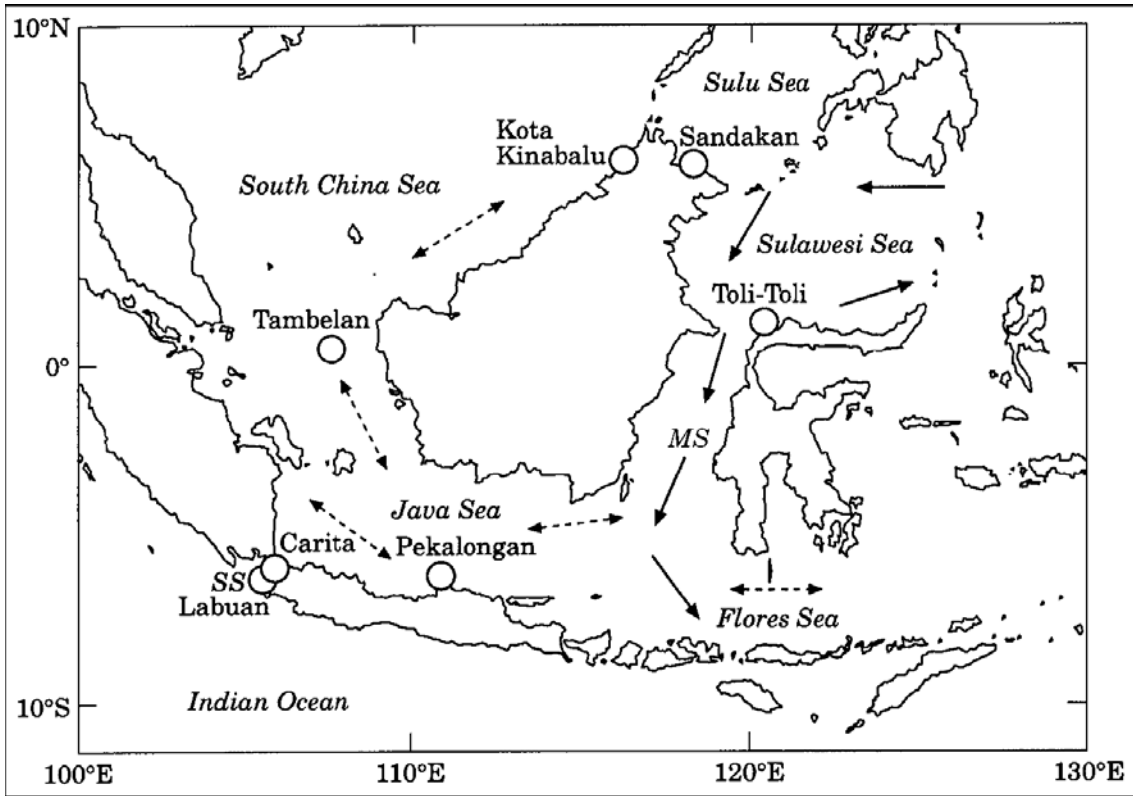 10°N
Sulu Sea
Kota
Kinabalu
Sandakan
South China Sea
Sulawesi Sea
Toli-Toli
Tambelan
0°
MS
Java Sea
Carita
Pekalongan
SS
Labuan
Flores Sea
Indian Ocean
10°S
100°E
110°E
120°E
130°E